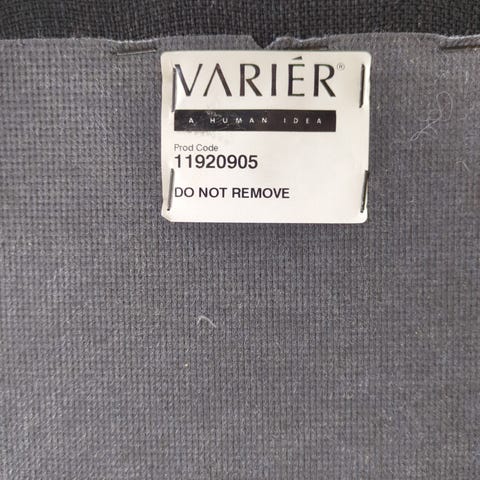 VARIÉR®
A HUMAN IDEA
Prod Code
11920905
DO NOT REMOVE